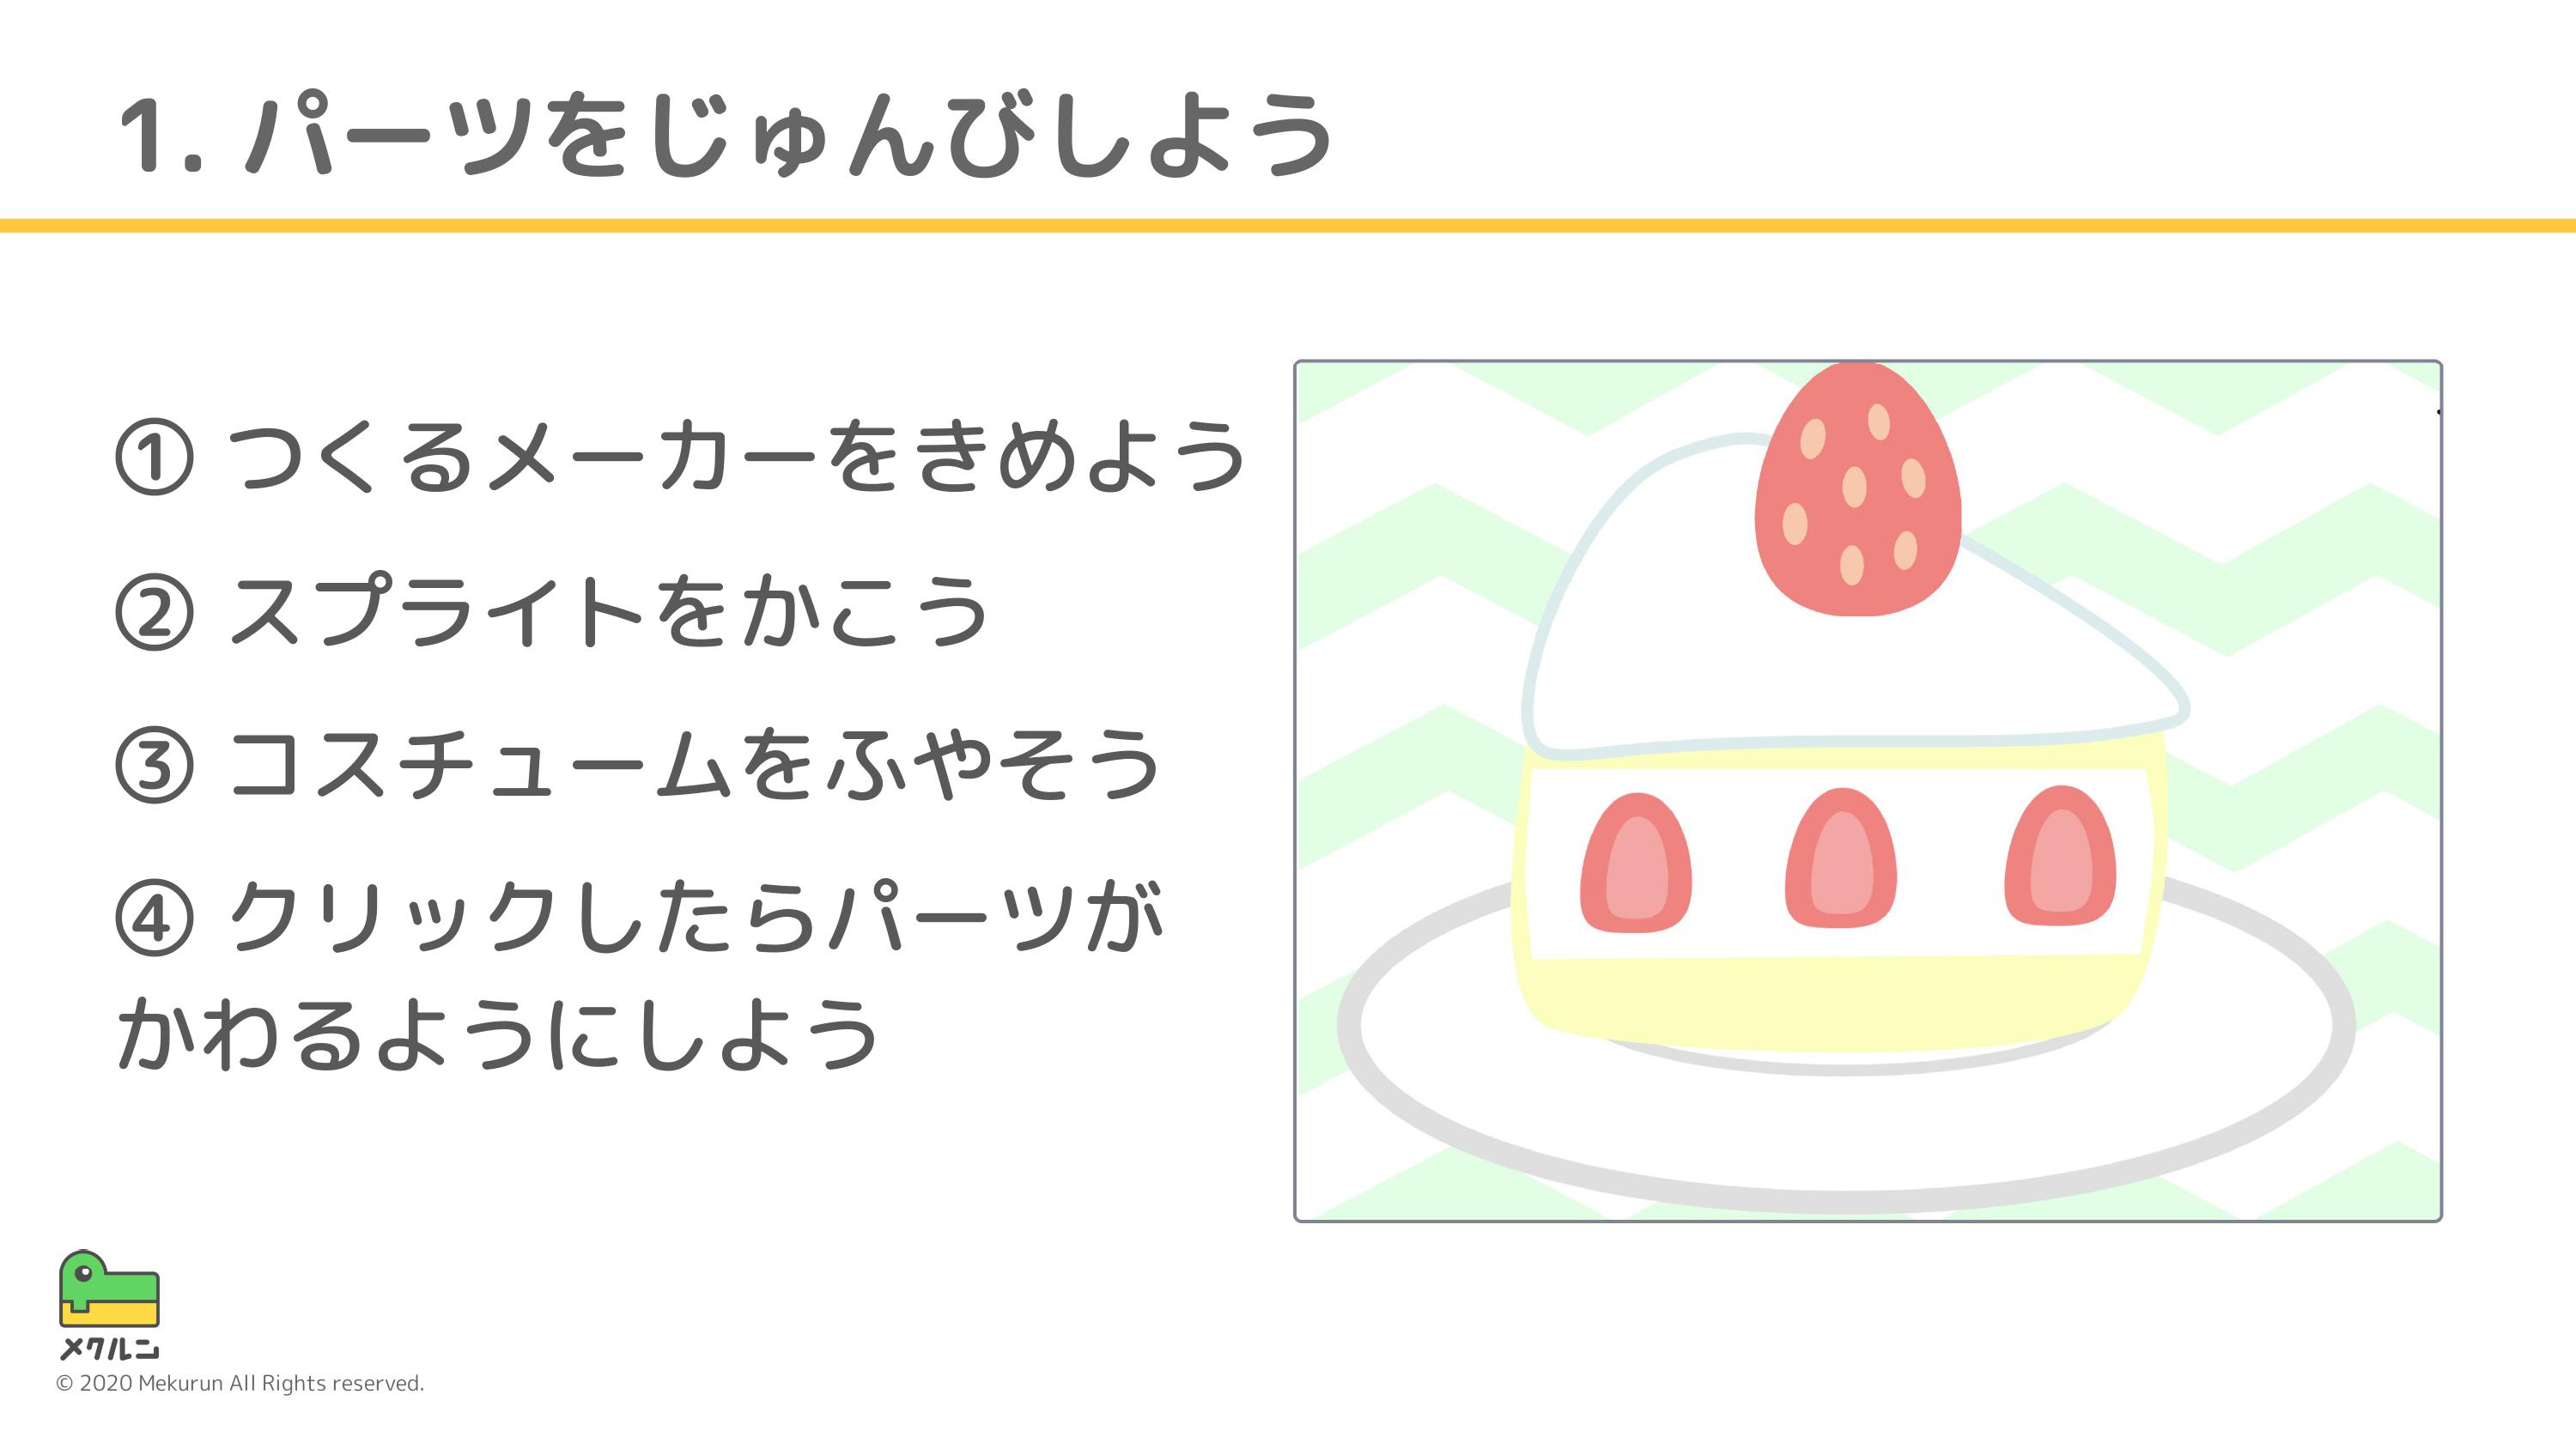 1. パーツをじゅんびしよう
① つくるメーカーをきめよう
② スプライトをかこう
③ コスチュームをふやそう
④ クリックしたらパーツが
かわるようにしよう
メクルン
© 2020 Mekurun All Rights reserved.